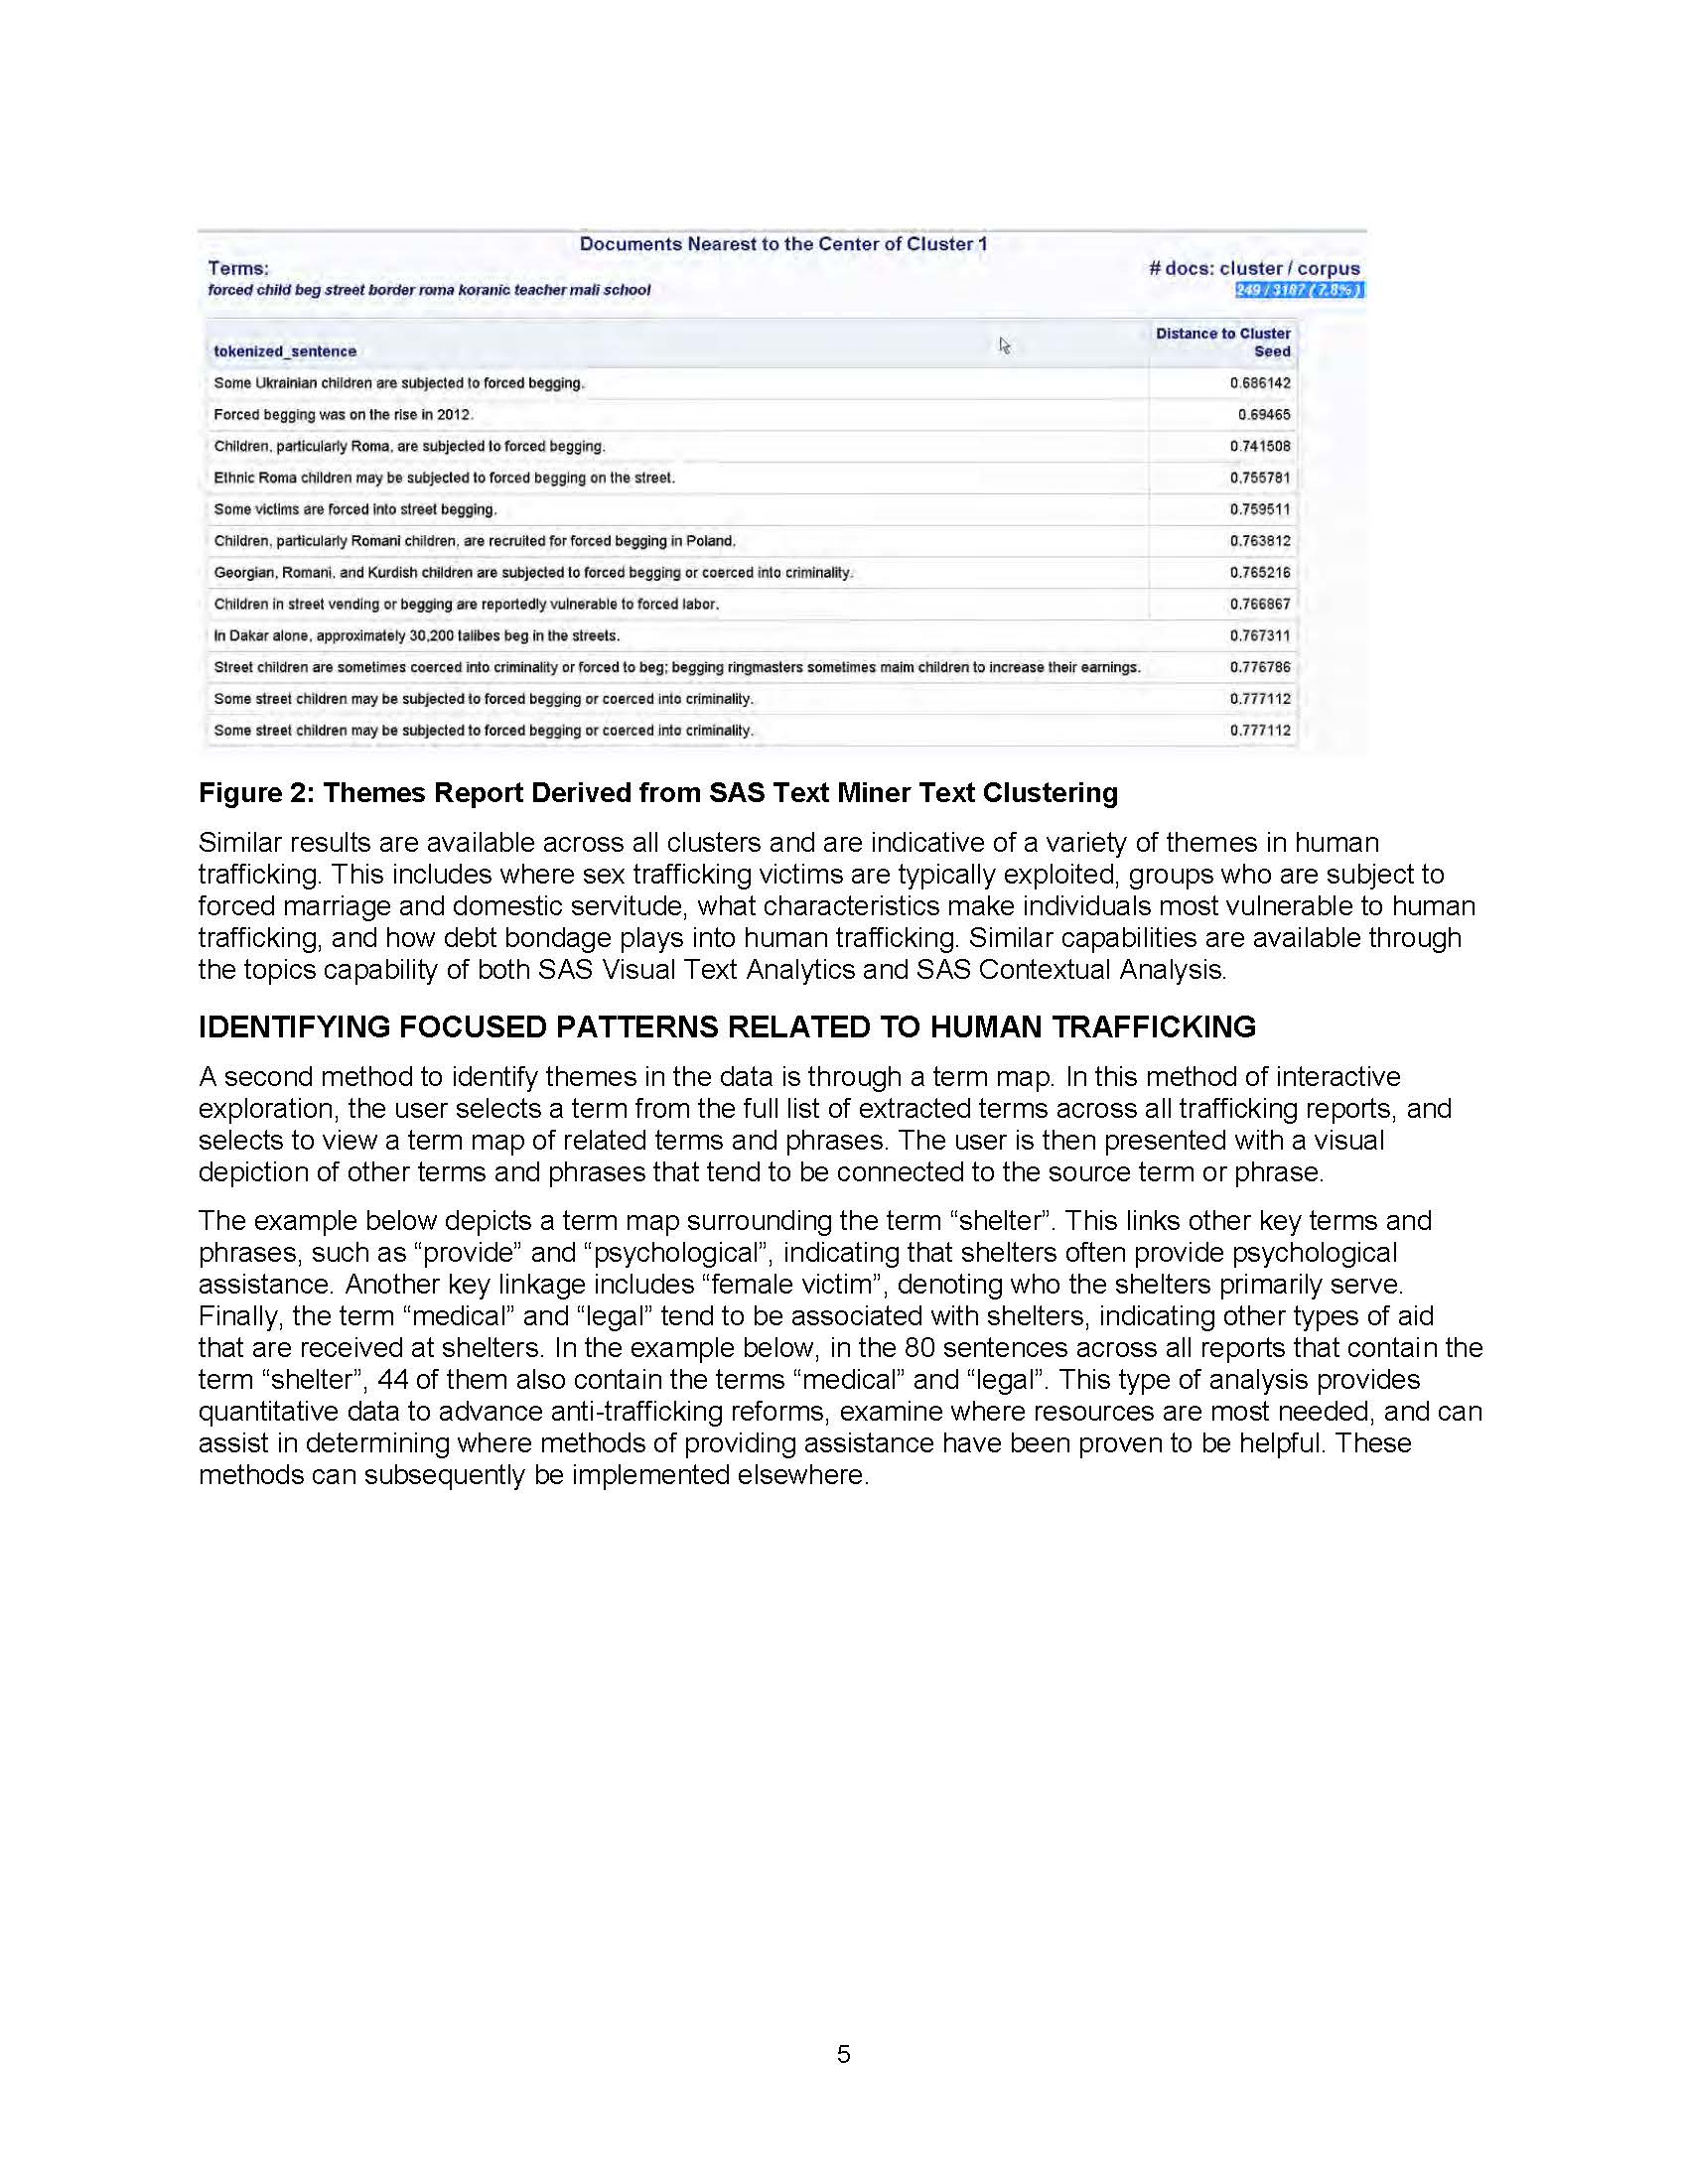 Documents Nearest to the Center of Cluster 1
Terms:
# docs: cluster / corpus
forced child beg street border roma koranic teacher mali school
249 / 3187 (7.8%)
tokenized_sentence
Distance to Cluster
Seed
Some Ukrainian children are subjected to forced begging. 0.686142
Forced begging was on the rise in 2012. 0.69465
Children, particularly Roma, are subjected to forced begging. 0.741508
Ethnic Roma children may be subjected to forced begging on the street. 0.755781
Some victims are forced into street begging. 0.759511
Children, particularly Romani children, are recruited for forced begging in Poland. 0.763812
Georgian, Romani, and Kurdish children are subjected to forced begging or coerced into criminality. 0.765216
Children in street vending or begging are reportedly vulnerable to forced labor. 0.766867
In Dakar alone, approximately 30,200 talibes beg in the streets. 0.767311
Street children are sometimes coerced into criminality or forced to beg; begging ringmasters sometimes maim children to increase their earnings. 0.776786
Some street children may be subjected to forced begging or coerced into criminality. 0.777112
Some street children may be subjected to forced begging or coerced into criminality. 0.777112
Figure 2: Themes Report Derived from SAS Text Miner Text Clustering
Similar results are available across all clusters and are indicative of a variety of themes in human
trafficking. This includes where sex trafficking victims are typically exploited, groups who are subject to
forced marriage and domestic servitude, what characteristics make individuals most vulnerable to human
trafficking, and how debt bondage plays into human trafficking. Similar capabilities are available through
the topics capability of both SAS Visual Text Analytics and SAS Contextual Analysis.
IDENTIFYING FOCUSED PATTERNS RELATED TO HUMAN TRAFFICKING
A second method to identify themes in the data is through a term map. In this method of interactive
exploration, the user selects a term from the full list of extracted terms across all trafficking reports, and
selects to view a term map of related terms and phrases. The user is then presented with a visual
depiction of other terms and phrases that tend to be connected to the source term or phrase.
The example below depicts a term map surrounding the term “shelter”. This links other key terms and
phrases, such as “provide” and “psychological”, indicating that shelters often provide psychological
assistance. Another key linkage includes “female victim”, denoting who the shelters primarily serve.
Finally, the term “medical” and “legal” tend to be associated with shelters, indicating other types of aid
that are received at shelters. In the example below, in the 80 sentences across all reports that contain the
term “shelter”, 44 of them also contain the terms “medical” and “legal”. This type of analysis provides
quantitative data to advance anti-trafficking reforms, examine where resources are most needed, and can
assist in determining where methods of providing assistance have been proven to be helpful. These
methods can subsequently be implemented elsewhere.
5